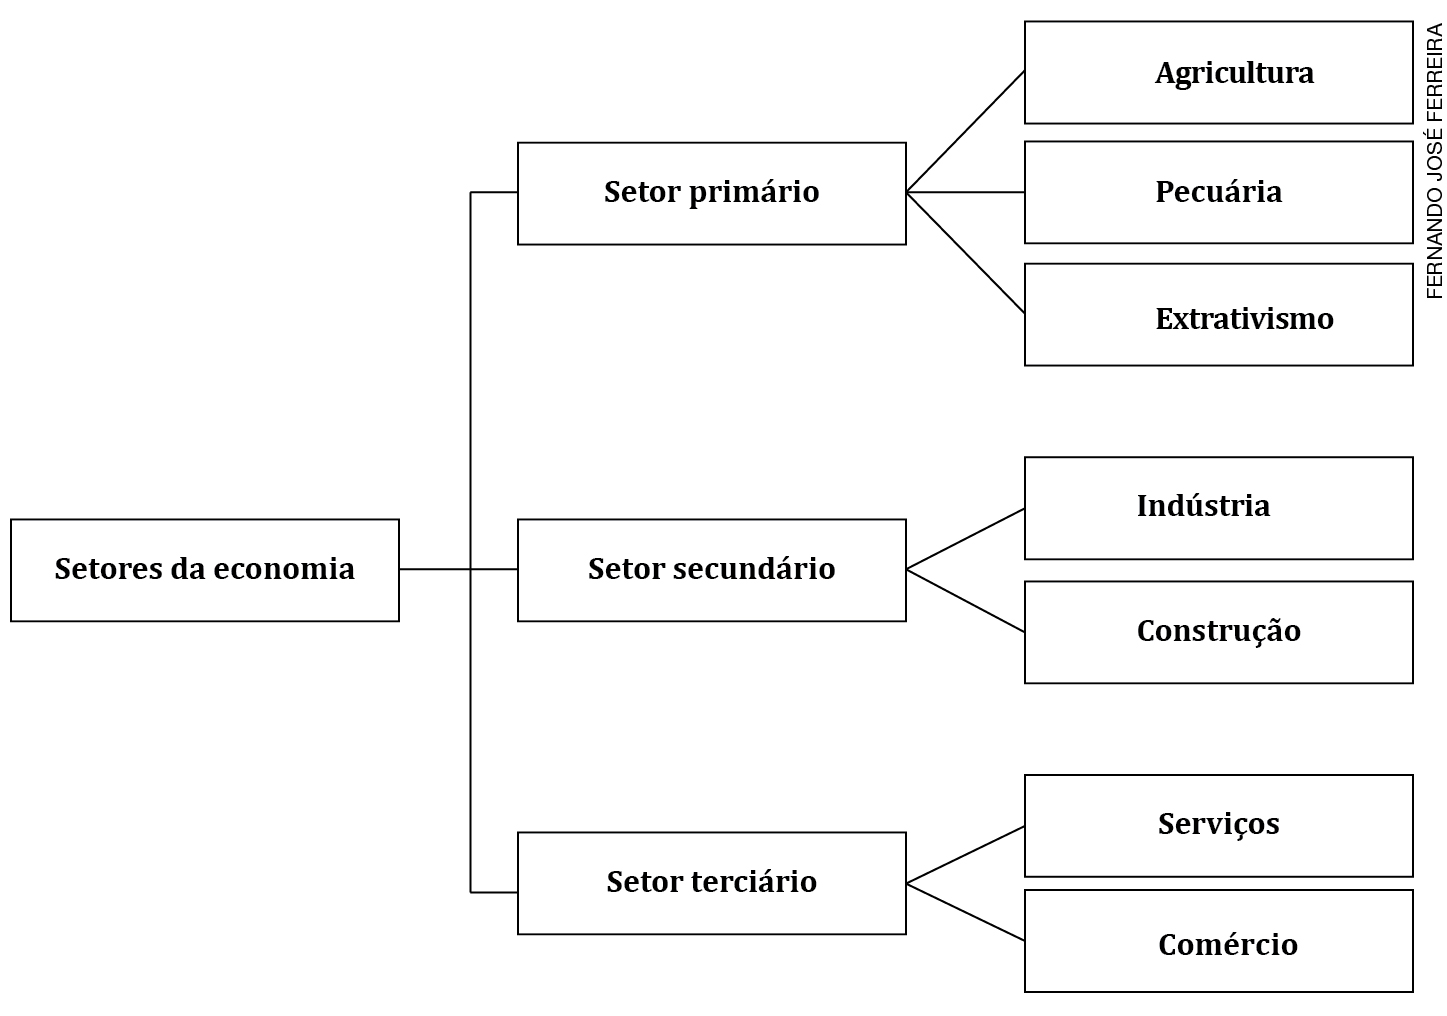 Setores da economia
Setor primário
Agricultura
Pecuária
Extrativismo
Setor secundário
Indústria
Construção
Setor terciário
Serviços
Comércio
FERNANDO JOSÉ FERREIRA